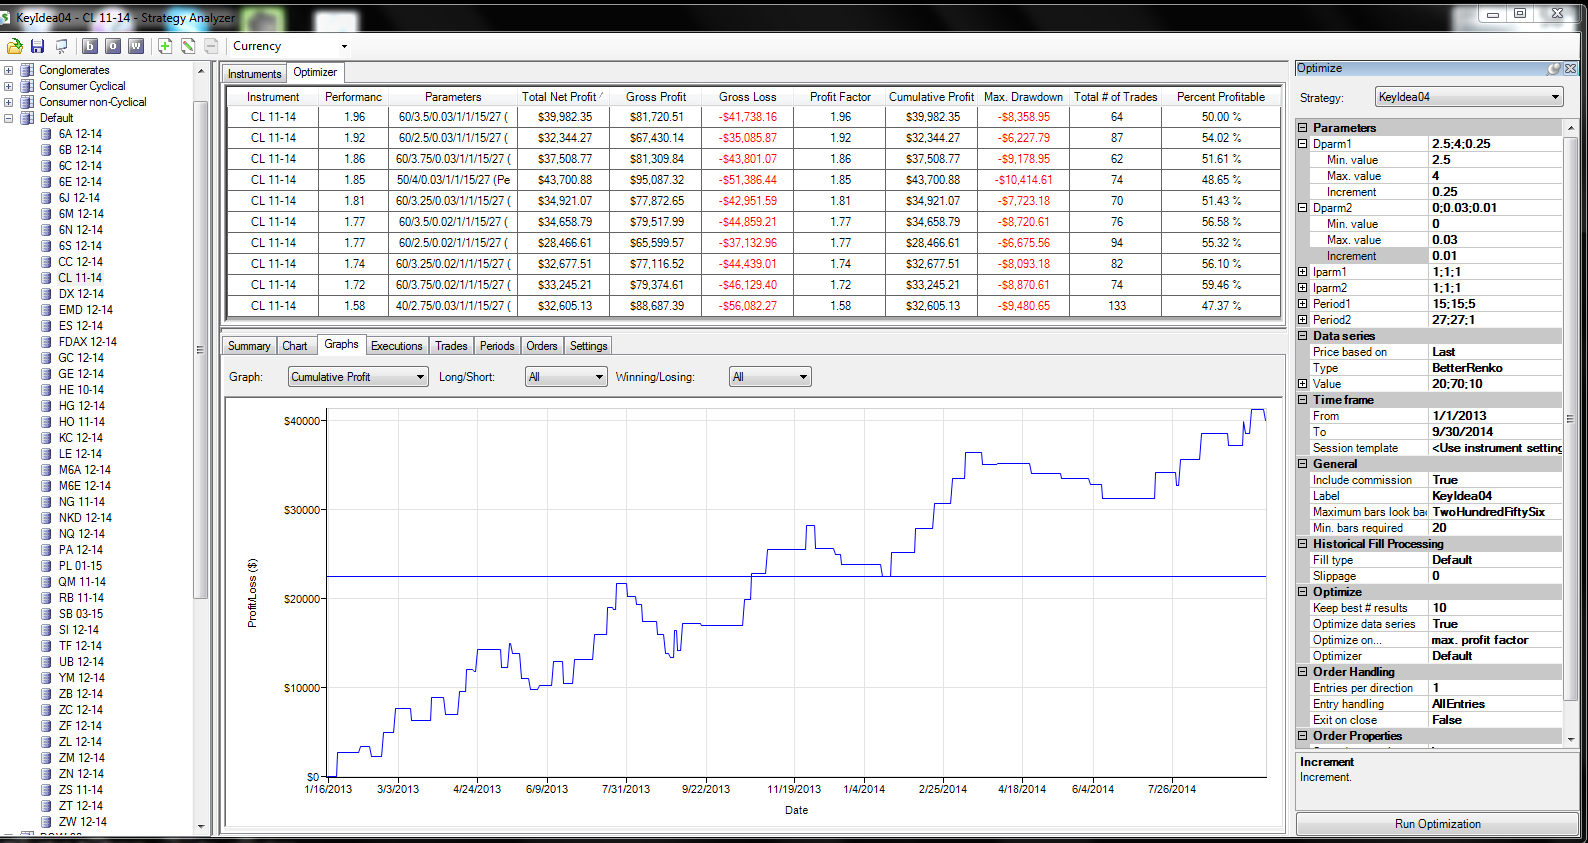 KeyIdea04 - CL 11-14 - Strategy Analyzer
b o w Currency
Conglomerates
Consumer Cyclical
Consumer non-Cyclical
Default
6A 12-14
6B 12-14
6C 12-14
6E 12-14
6J 12-14
6M 12-14
6N 12-14
6S 12-14
CC 12-14
CL 11-14
DX 12-14
EMD 12-14
ES 12-14
FDAX 12-14
GC 12-14
GE 12-14
HE 10-14
HG 12-14
HO 11-14
KC 12-14
LE 12-14
M6A 12-14
M6E 12-14
NG 11-14
NKD 12-14
NQ 12-14
PA 12-14
PL 01-15
QM 11-14
RB 11-14
SB 03-15
SI 12-14
TF 12-14
UB 12-14
YM 12-14
ZB 12-14
ZC 12-14
ZF 12-14
ZL 12-14
ZM 12-14
ZN 12-14
ZS 11-14
ZT 12-14
ZW 12-14
Instruments Optimizer
Instrument Performanc Parameters Total Net Profit Gross Profit Gross Loss Profit Factor Cumulative Profit Max. Drawdown Total # of Trades Percent Profitable
CL 11-14 1.96 60/3.5/0.03/1/1/15/27 ( $39,982.35 $81,720.51 -$41,738.16 1.96 $39,982.35 -$8,358.95 64 50.00 %
CL 11-14 1.92 60/2.5/0.03/1/1/15/27 ( $32,344.27 $67,430.14 -$35,085.87 1.92 $32,344.27 -$6,227.79 87 54.02 %
CL 11-14 1.86 60/3.75/0.03/1/1/15/27 ( $37,508.77 $81,309.84 -$43,801.07 1.86 $37,508.77 -$9,178.95 62 51.61 %
CL 11-14 1.85 50/4/0.03/1/1/15/27 (Pe $43,700.88 $95,087.32 -$51,386.44 1.85 $43,700.88 -$10,414.61 74 48.65 %
CL 11-14 1.81 60/3.25/0.03/1/1/15/27 ( $34,921.07 $77,872.65 -$42,951.59 1.81 $34,921.07 -$7,723.18 70 51.43 %
CL 11-14 1.77 60/3.5/0.02/1/1/15/27 ( $34,658.79 $79,517.99 -$44,859.21 1.77 $34,658.79 -$8,720.61 76 56.58 %
CL 11-14 1.77 60/2.5/0.02/1/1/15/27 ( $28,466.61 $65,599.57 -$37,132.96 1.77 $28,466.61 -$6,675.56 94 55.32 %
CL 11-14 1.74 60/3.25/0.02/1/1/15/27 ( $32,677.51 $77,116.52 -$44,439.01 1.74 $32,677.51 -$8,093.18 82 56.10 %
CL 11-14 1.72 60/3.75/0.02/1/1/15/27 ( $33,245.21 $79,374.61 -$46,129.40 1.72 $33,245.21 -$8,870.61 74 59.46 %
CL 11-14 1.58 40/2.75/0.03/1/1/15/27 ( $32,605.13 $88,687.39 -$56,082.27 1.58 $32,605.13 -$9,480.65 133 47.37 %
Summary Chart Graphs Executions Trades Periods Orders Settings
Graph: Cumulative Profit Long/Short: All Winning/Losing: All
$40000
$30000
$20000
$10000
$0
Profit/Loss ($)
1/16/2013 3/3/2013 4/24/2013 6/9/2013 7/31/2013 9/22/2013 11/19/2013 1/4/2014 2/25/2014 4/18/2014 6/4/2014 7/26/2014
Date
Optimize
Strategy: KeyIdea04
Parameters
Dparm1 2.5;4;0.25
Min. value 2.5
Max. value 4
Increment 0.25
Dparm2 0;0.03;0.01
Min. value 0
Max. value 0.03
Increment 0.01
Iparm1 1;1;1
Iparm2 1;1;1
Period1 15;15;5
Period2 27;27;1
Data series
Price based on Last
Type BetterRenko
Value 20;70;10
Time frame
From 1/1/2013
To 9/30/2014
Session template <Use instrument setting
General
Include commission True
Label KeyIdea04
Maximum bars look bac TwoHundredFiftySix
Min. bars required 20
Historical Fill Processing
Fill type Default
Slippage 0
Optimize
Keep best # results 10
Optimize data series True
Optimize on... max. profit factor
Optimizer Default
Order Handling
Entries per direction 1
Entry handling AllEntries
Exit on close False
Order Properties
Increment
Increment.
Run Optimization